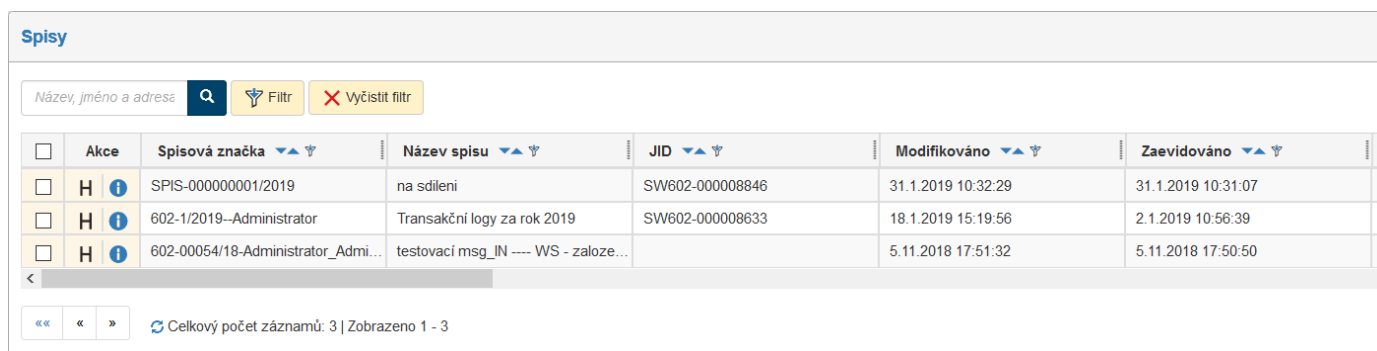 Spisy
Název, jméno a adresa Filtr Vyčistit filtr
Akce Spisová značka Název spisu JID Modifikováno Zaevidováno
H SPIS-000000001/2019 na sdileni SW602-000008846 31.1.2019 10:32:29 31.1.2019 10:31:07
H 602-1/2019--Administrator Transakční logy za rok 2019 SW602-000008633 18.1.2019 15:19:56 2.1.2019 10:56:39
H 602-00054/18-Administrator_Admi... testovací msg_IN ---- WS - zaloze... 5.11.2018 17:51:32 5.11.2018 17:50:50
«« « » Celkový počet záznamů: 3 | Zobrazeno 1 - 3